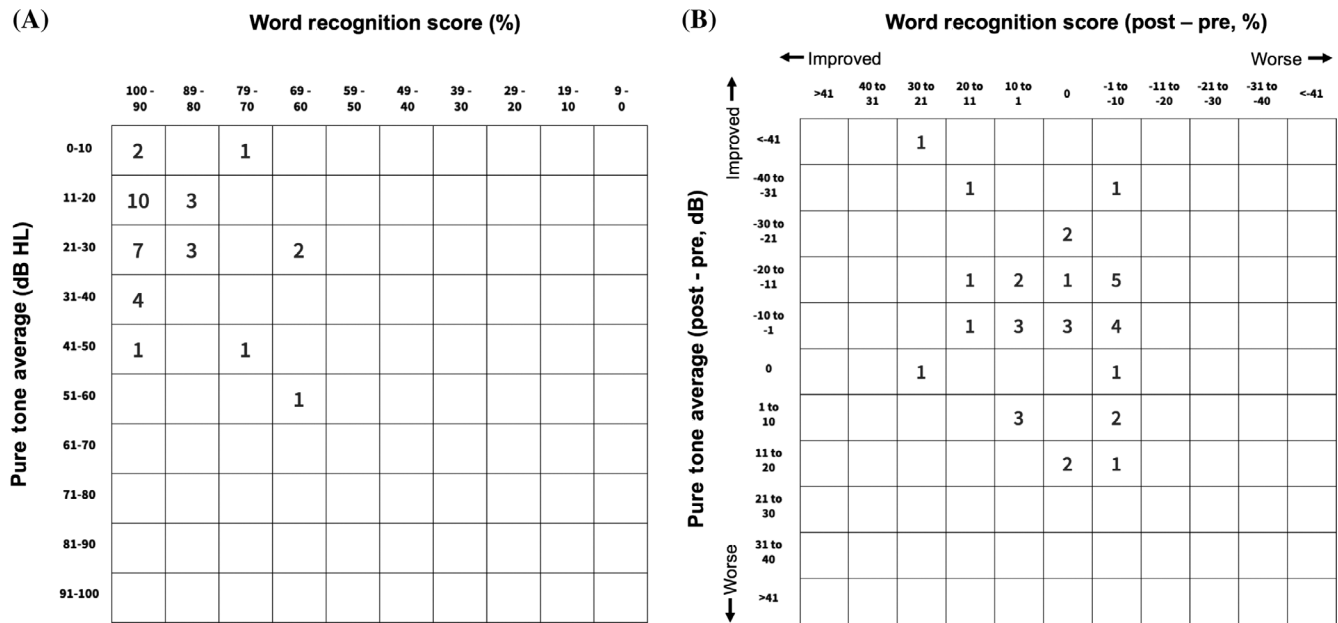 (A)
Word recognition score (%)
100 - 90 89 - 80 79 - 70 69 - 60 59 - 50 49 - 40 39 - 30 29 - 20 19 - 10 9 - 0
Pure tone average (dB HL)
0-10 2 1
11-20 10 3
21-30 7 3 2
31-40 4
41-50 1 1
51-60 1
61-70
71-80
81-90
91-100
(B)
Word recognition score (post – pre, %)
Improved Worse
>41 40 to 31 30 to 21 20 to 11 10 to 1 0 -1 to -10 -11 to -20 -21 to -30 -31 to -40 <-41
Pure tone average (post - pre, dB)
Improved
Worse
<-41 1
-40 to -31 1 1
-30 to -21 2
-20 to -11 1 2 1 5
-10 to -1 1 3 3 4
0 1 1
1 to 10 3 2
11 to 20 2 1
21 to 30
31 to 40
>41